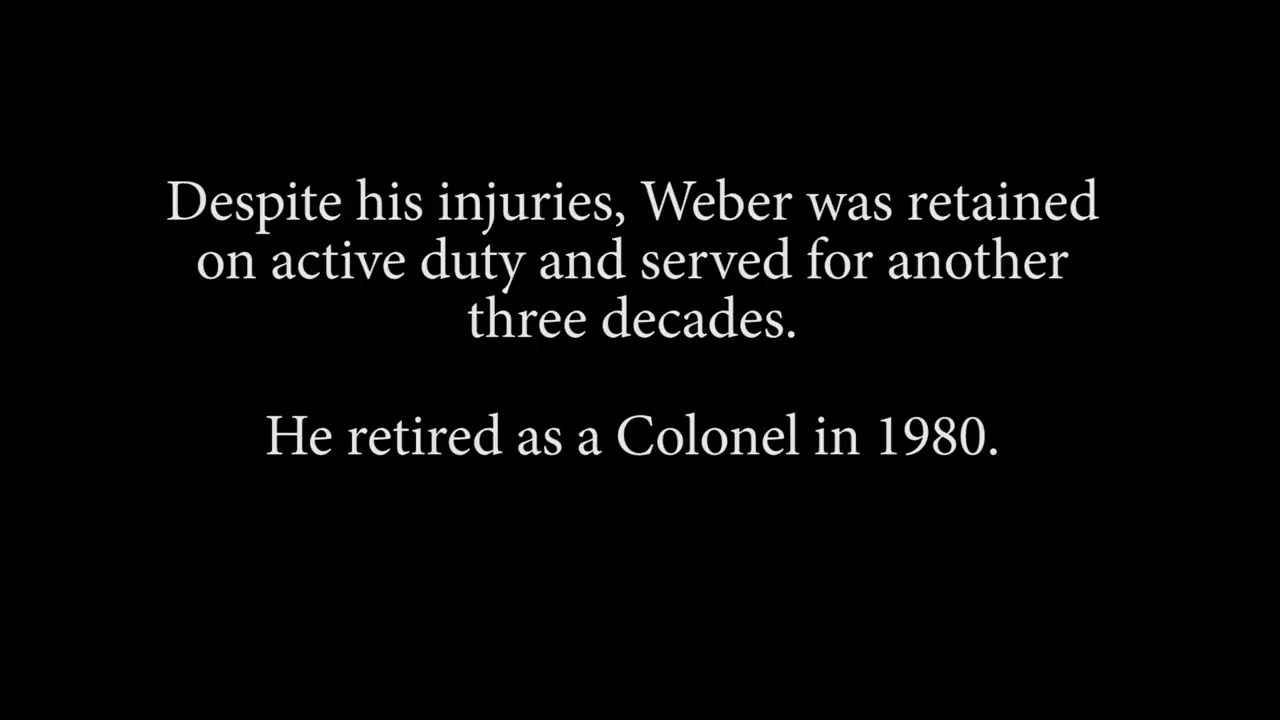 Despite his injuries, Weber was retained
on active duty and served for another
three decades.
He retired as a Colonel in 1980.